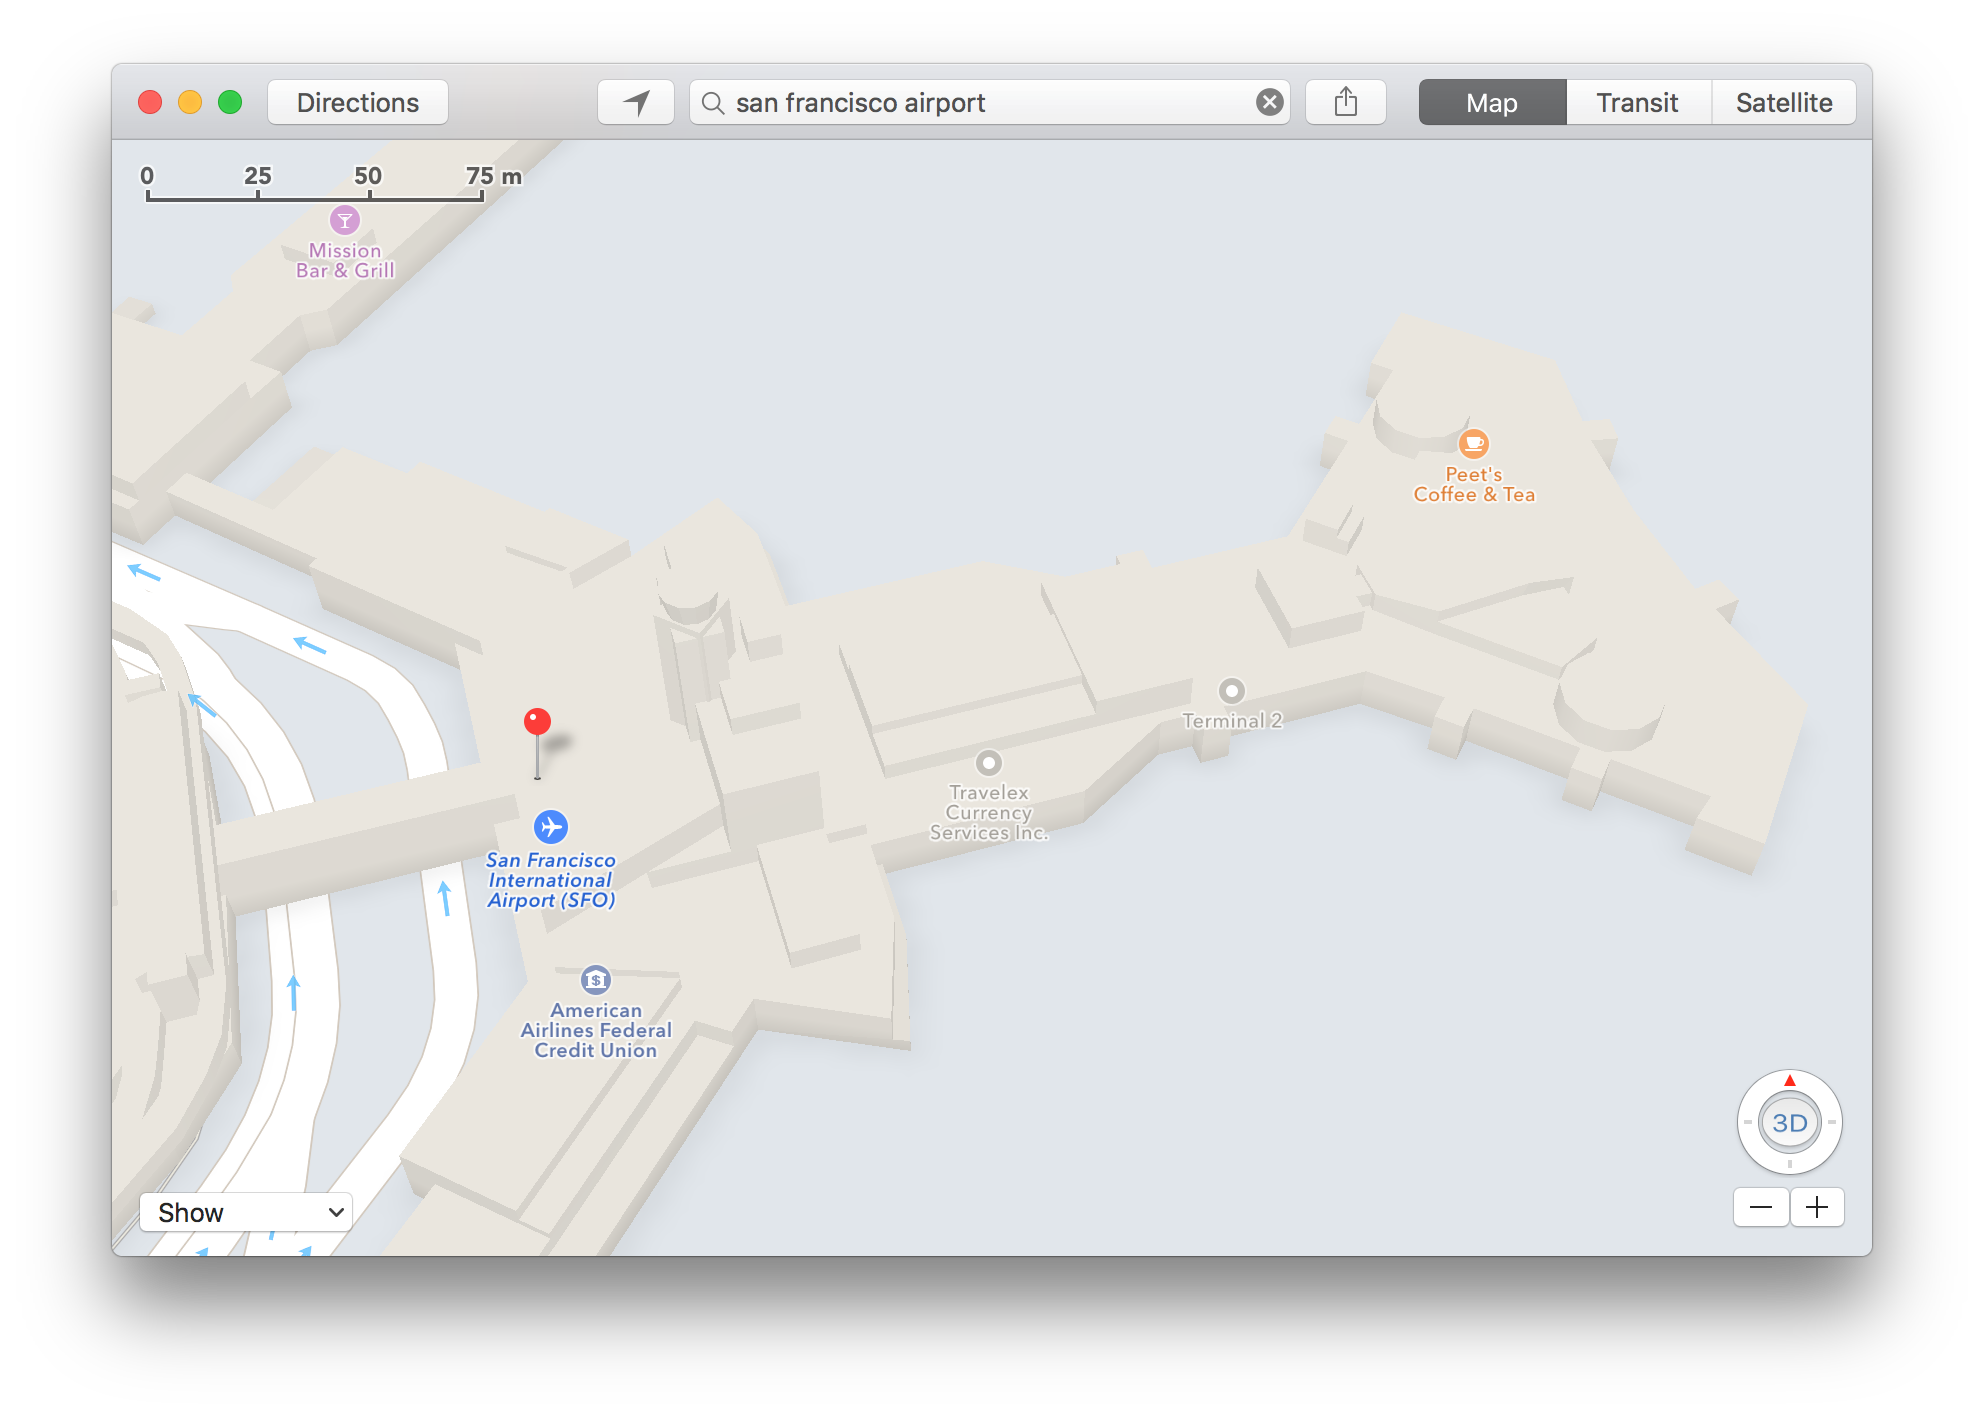 Directions
san francisco airport
Map
Transit
Satellite
0 25 50 75 m
Mission
Bar & Grill
Peet's
Coffee & Tea
Terminal 2
Travelex
Currency
Services Inc.
San Francisco
International
Airport (SFO)
$
American
Airlines Federal
Credit Union
3D
Show